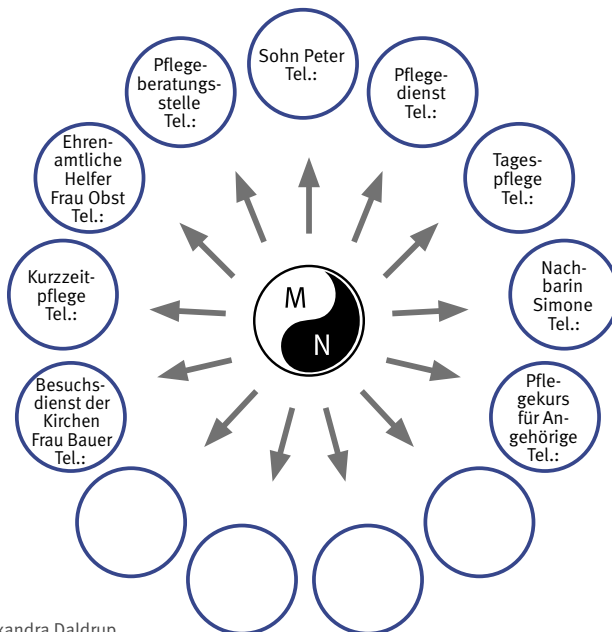 Sohn Peter
Tel.:
Pflege-
beratungs-
stelle
Tel.:
Pflege-
dienst
Tel.:
Ehren-
amtliche
Helfer
Frau Obst
Tel.:
Tages-
pflege
Tel.:
Kurzzeit-
pflege
Tel.:
M
N
Nach-
barin
Simone
Tel.:
Besuchs-
dienst der
Kirchen
Frau Bauer
Tel.:
Pfle-
gekurs
für An-
gehörige
Tel.:
Daldrup